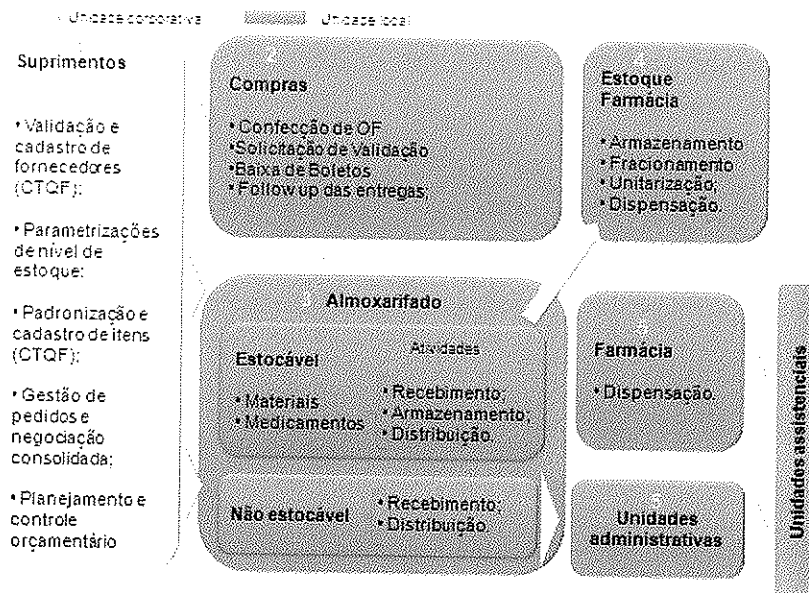 Unidade corporativa
Unidade local
Suprimentos
• Validação e
cadastro de
fornecedores
(CTQF);
• Parametrizações
de nível de
estoque;
• Padronização e
cadastro de itens
(CTQF);
• Gestão de
pedidos e
negociação
consolidada;
• Planejamento e
controle
orçamentário
2
Compras
• Confecção de OF
• Solicitação de Validação
• Baixa de Boletos
• Follow up das entregas;
3
Almoxarifado
Estocável
• Materiais
• Medicamentos
Atividades
• Recebimento;
• Armazenamento;
• Distribuição.
Não estocável
• Recebimento;
• Distribuição.
4
Estoque
Farmácia
• Armazenamento
• Fracionamento
• Unitarização;
• Dispensação.
Farmácia
• Dispensação.
Unidades
administrativas
Unidades assistenciais